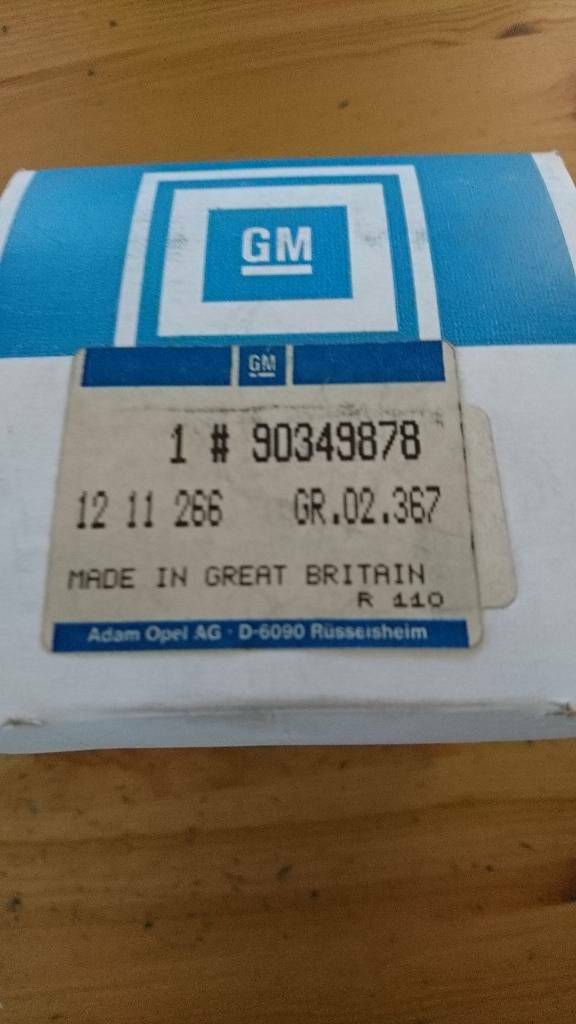 GM
GM
1 # 90349878
12 11 266 GR.02.367
MADE IN GREAT BRITAIN
R 110
Adam Opel AG · D-6090 Rüsselsheim